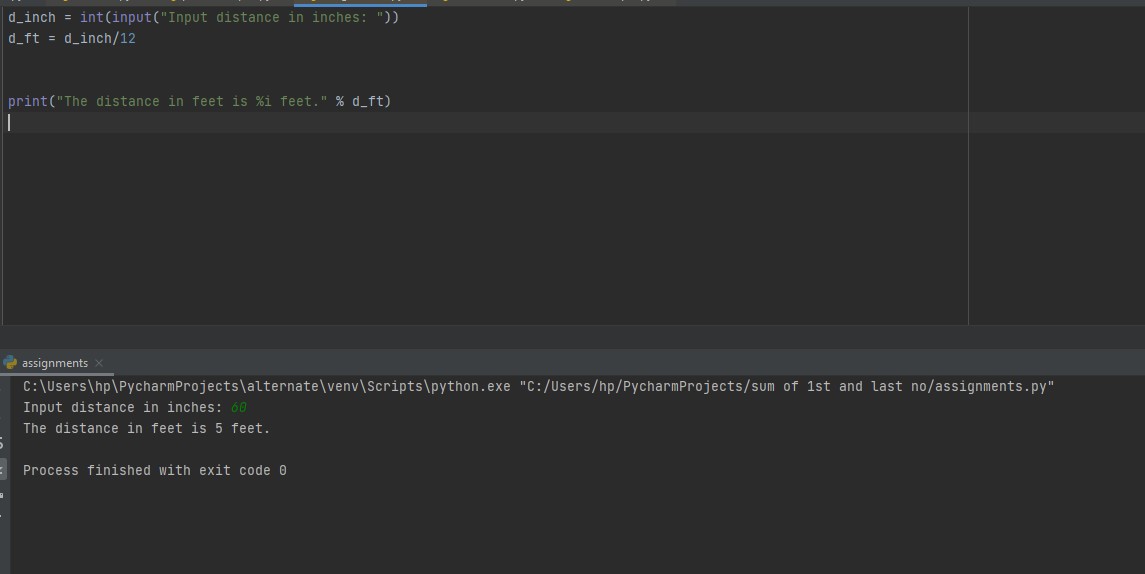 d_inch = int(input("Input distance in inches: "))
d_ft = d_inch/12
print("The distance in feet is %i feet." % d_ft)
assignments
C:\Users\hp\PycharmProjects\alternate\venv\Scripts\python.exe "C:/Users/hp/PycharmProjects/sum of 1st and last no/assignments.py"
Input distance in inches: 60
The distance in feet is 5 feet.
Process finished with exit code 0